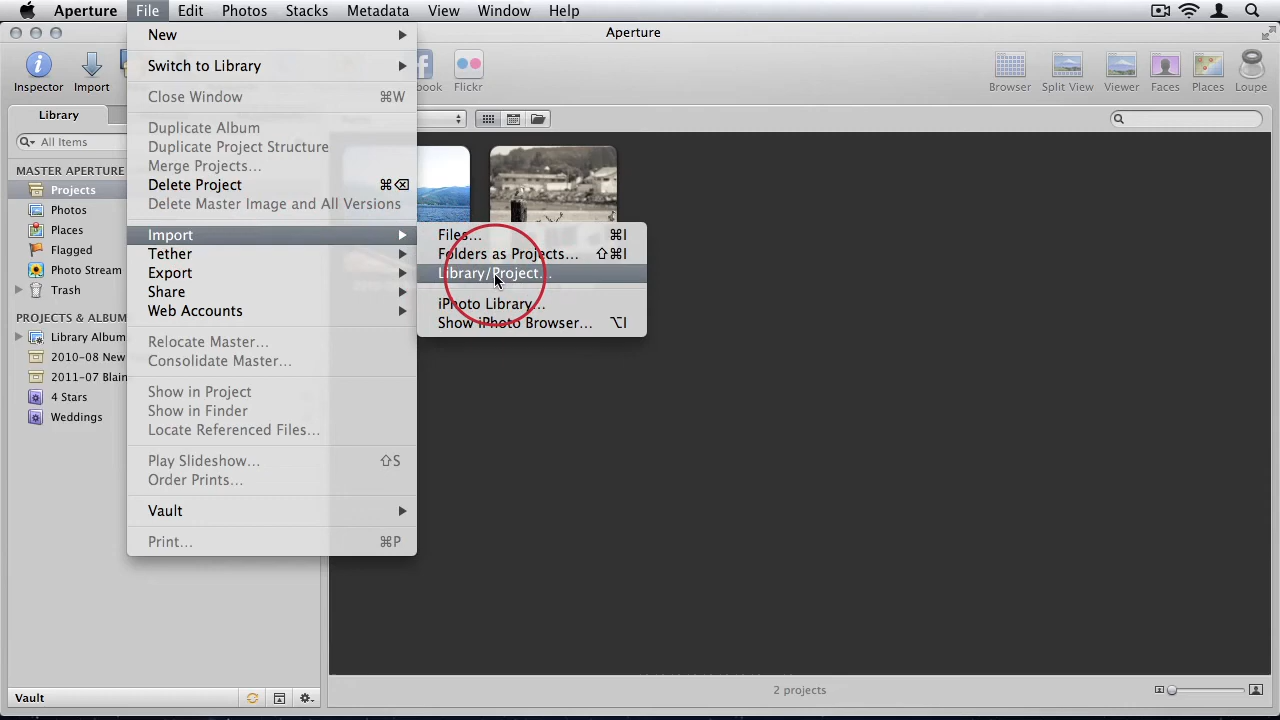 Aperture File Edit Photos Stacks Metadata View Window Help
Aperture
Inspector Import book Flickr Browser Split View Viewer Faces Places Loupe
Library
All Items
MASTER APERTURE
Projects
Photos
Places
Flagged
Photo Stream
Trash
PROJECTS & ALBUM
Library Album
2010-08 New
2011-07 Blain
4 Stars
Weddings
New
Switch to Library
Close Window ⌘W
Duplicate Album
Duplicate Project Structure
Merge Projects…
Delete Project ⌘⌫
Delete Master Image and All Versions
Import
Tether
Export
Share
Web Accounts
Relocate Master…
Consolidate Master…
Show in Project
Show in Finder
Locate Referenced Files…
Play Slideshow… ⇧S
Order Prints…
Vault
Print… ⌘P
Files… ⌘I
Folders as Projects… ⇧⌘I
Library/Project…
iPhoto Library…
Show iPhoto Browser… ⌥I
Vault
2 projects